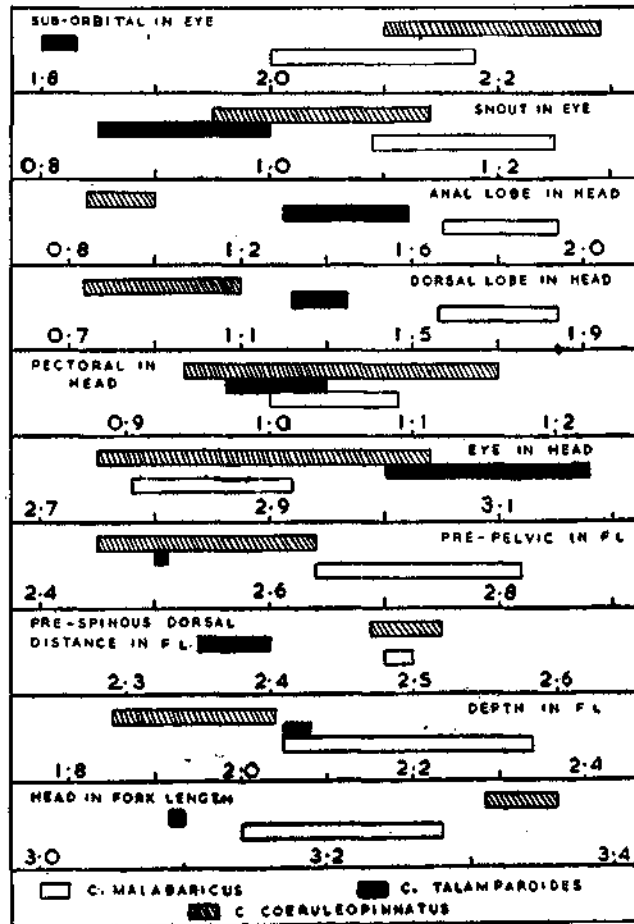 SUB-ORBITAL IN EYE
1·8 2·0 2·2
SNOUT IN EYE
0·8 1·0 1·2
ANAL LOBE IN HEAD
0·8 1·2 1·6 2·0
DORSAL LOBE IN HEAD
0·7 1·1 1·5 1·9
PECTORAL IN
HEAD
0·9 1·0 1·1 1·2
EYE IN HEAD
2·7 2·9 3·1
PRE-PELVIC IN F L
2·4 2·6 2·8
PRE-SPINOUS DORSAL
DISTANCE IN F L.
2·3 2·4 2·5 2·6
DEPTH IN F L
1·8 2·0 2·2 2·4
HEAD IN FORK LENGTH
3·0 3·2 3·4
C. MALABARICUS C. TALAMPAROIDES
C COERULEOPINNATUS